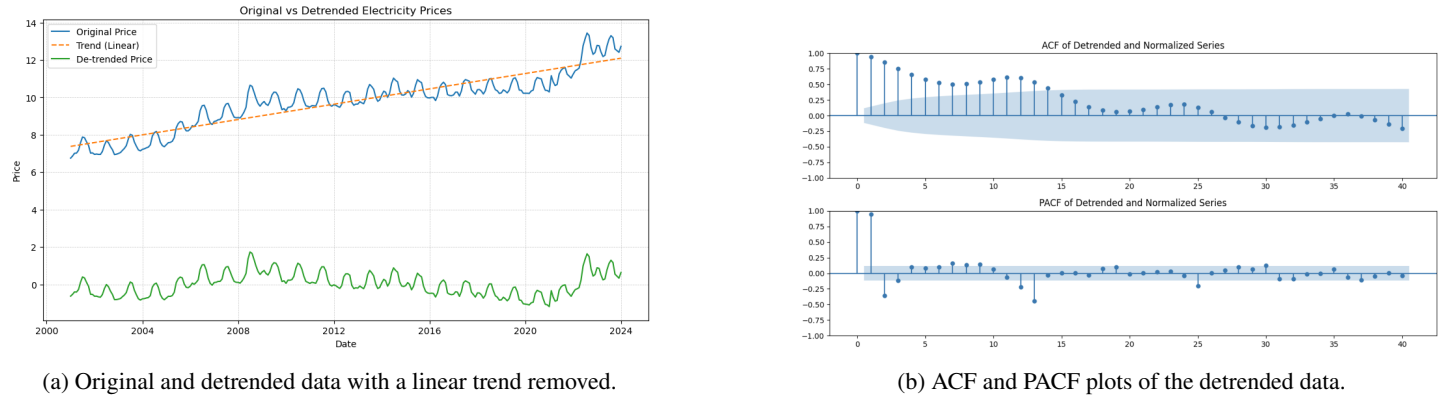 Original vs Detrended Electricity Prices
14
12
10
8
6
4
2
0
Price
Original Price
Trend (Linear)
De-trended Price
2000 2004 2008 2012 2016 2020 2024
Date
(a) Original and detrended data with a linear trend removed.
ACF of Detrended and Normalized Series
1.00
0.75
0.50
0.25
0.00
−0.25
−0.50
−0.75
−1.00
0 5 10 15 20 25 30 35 40
PACF of Detrended and Normalized Series
1.00
0.75
0.50
0.25
0.00
−0.25
−0.50
−0.75
−1.00
0 5 10 15 20 25 30 35 40
(b) ACF and PACF plots of the detrended data.